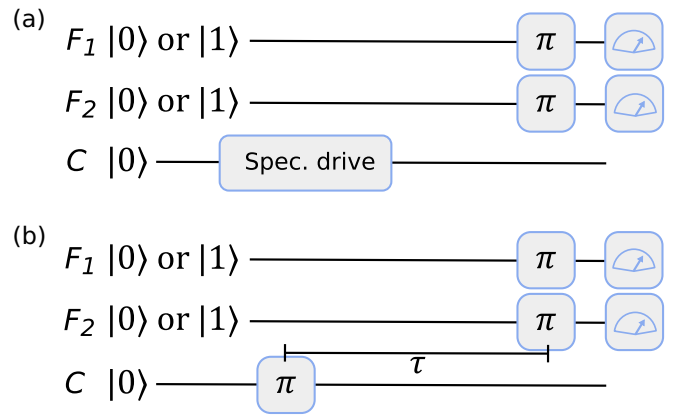 (a)
F₁ |0⟩ or |1⟩ π
F₂ |0⟩ or |1⟩ π
C |0⟩ Spec. drive
(b)
F₁ |0⟩ or |1⟩ π
F₂ |0⟩ or |1⟩ π
τ
C |0⟩ π